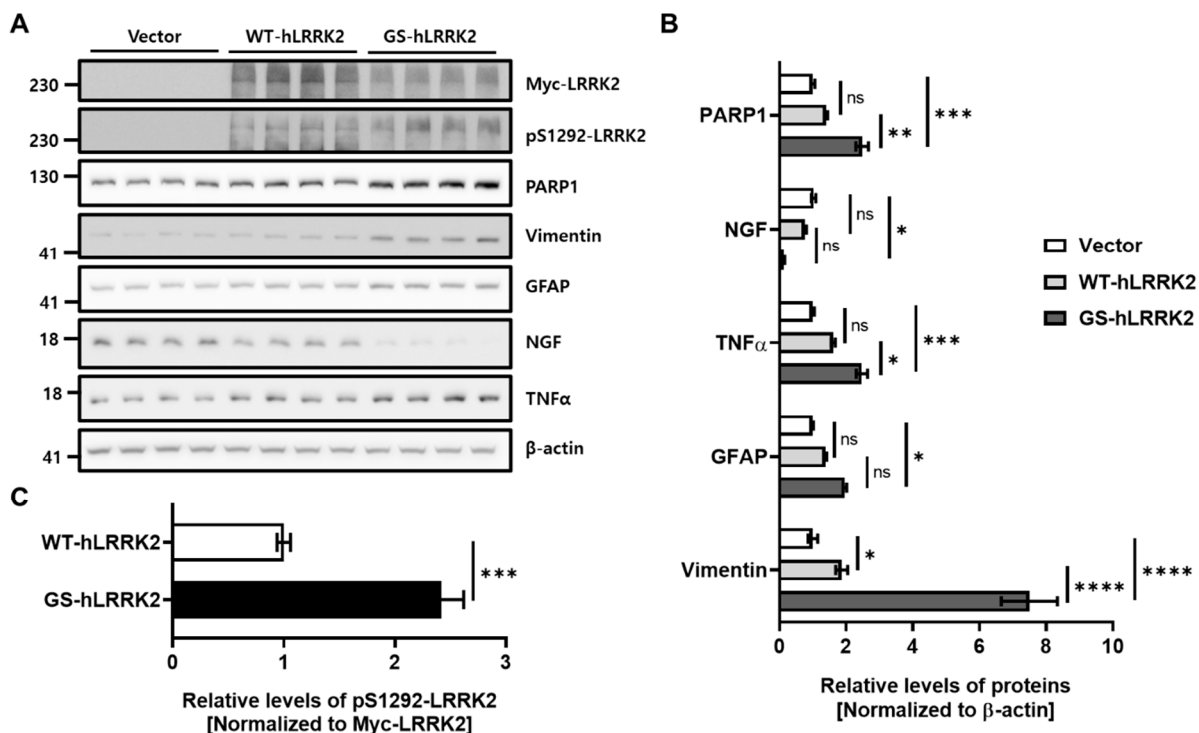 A
Vector WT-hLRRK2 GS-hLRRK2
230 Myc-LRRK2
230 pS1292-LRRK2
130 PARP1
41 Vimentin
41 GFAP
18 NGF
18 TNFα
41 β-actin
B
PARP1 ns ** ***
NGF ns ns *
TNFα ns * ***
GFAP ns ns *
Vimentin * **** ****
0 2 4 6 8 10
Relative levels of proteins
[Normalized to β-actin]
Vector
WT-hLRRK2
GS-hLRRK2
C
WT-hLRRK2
GS-hLRRK2
***
0 1 2 3
Relative levels of pS1292-LRRK2
[Normalized to Myc-LRRK2]